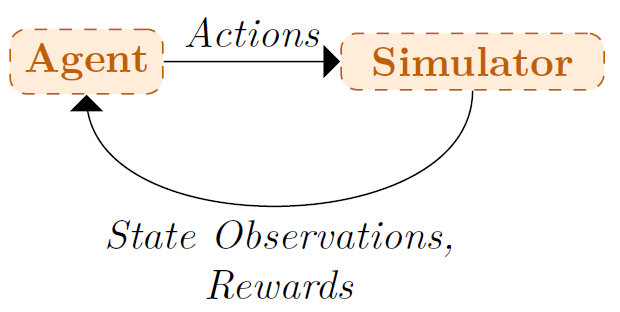 Actions
Agent
Simulator
State Observations,
Rewards